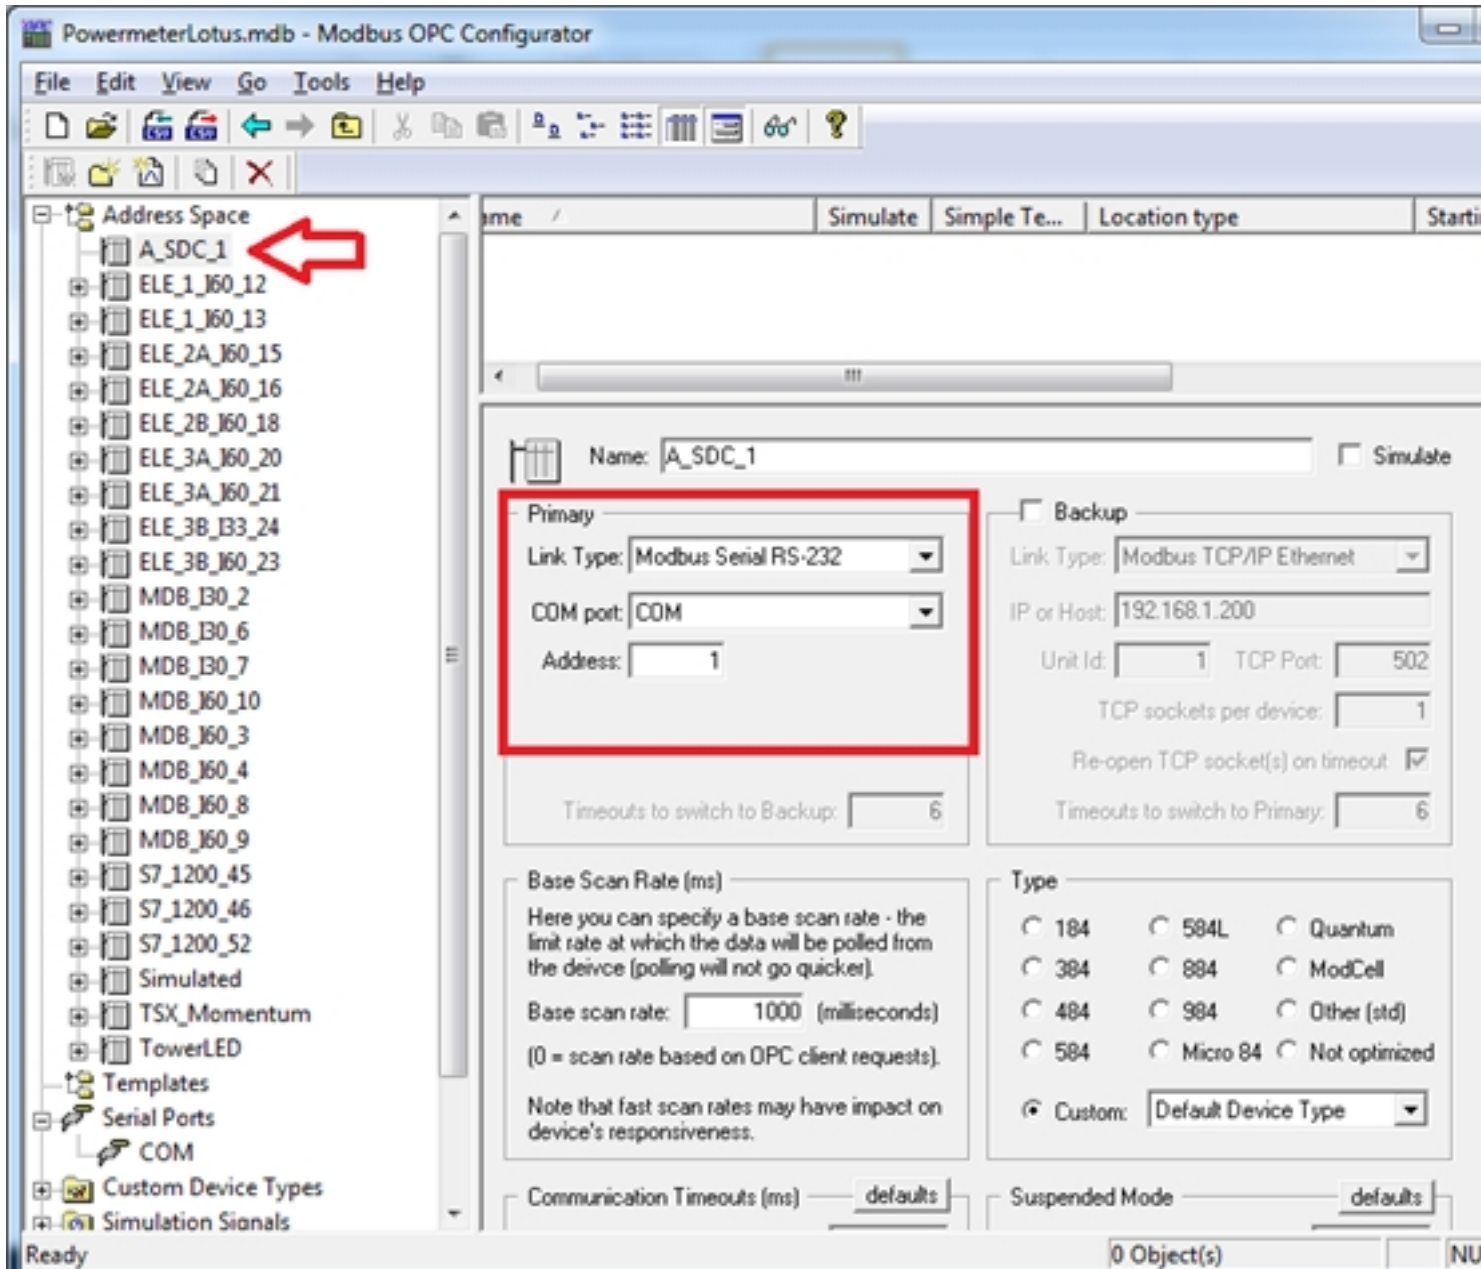 PowermeterLotus.mdb - Modbus OPC Configurator
File Edit View Go Tools Help
Address Space
A_SDC_1
ELE_1_I60_12
ELE_1_I60_13
ELE_2A_I60_15
ELE_2A_I60_16
ELE_2B_I60_18
ELE_3A_I60_20
ELE_3A_I60_21
ELE_3B_I33_24
ELE_3B_I60_23
MDB_I30_2
MDB_I30_6
MDB_I30_7
MDB_I60_10
MDB_I60_3
MDB_I60_4
MDB_I60_8
MDB_I60_9
S7_1200_45
S7_1200_46
S7_1200_52
Simulated
TSX_Momentum
TowerLED
Templates
Serial Ports
COM
Custom Device Types
Simulation Signals
ame Simulate Simple Te... Location type Starti
Name: A_SDC_1 Simulate
Primary
Link Type: Modbus Serial RS-232
COM port: COM
Address: 1
Timeouts to switch to Backup: 6
Backup
Link Type: Modbus TCP/IP Ethernet
IP or Host: 192.168.1.200
Unit Id: 1 TCP Port: 502
TCP sockets per device: 1
Re-open TCP socket(s) on timeout
Timeouts to switch to Primary: 6
Base Scan Rate (ms)
Here you can specify a base scan rate - the
limit rate at which the data will be polled from
the deivce (polling will not go quicker).
Base scan rate: 1000 (milliseconds)
(0 = scan rate based on OPC client requests).
Note that fast scan rates may have impact on
device's responsiveness.
Type
184 584L Quantum
384 884 ModCell
484 984 Other (std)
584 Micro 84 Not optimized
Custom: Default Device Type
Communication Timeouts (ms) defaults
Suspended Mode defaults
Ready 0 Object(s) NU